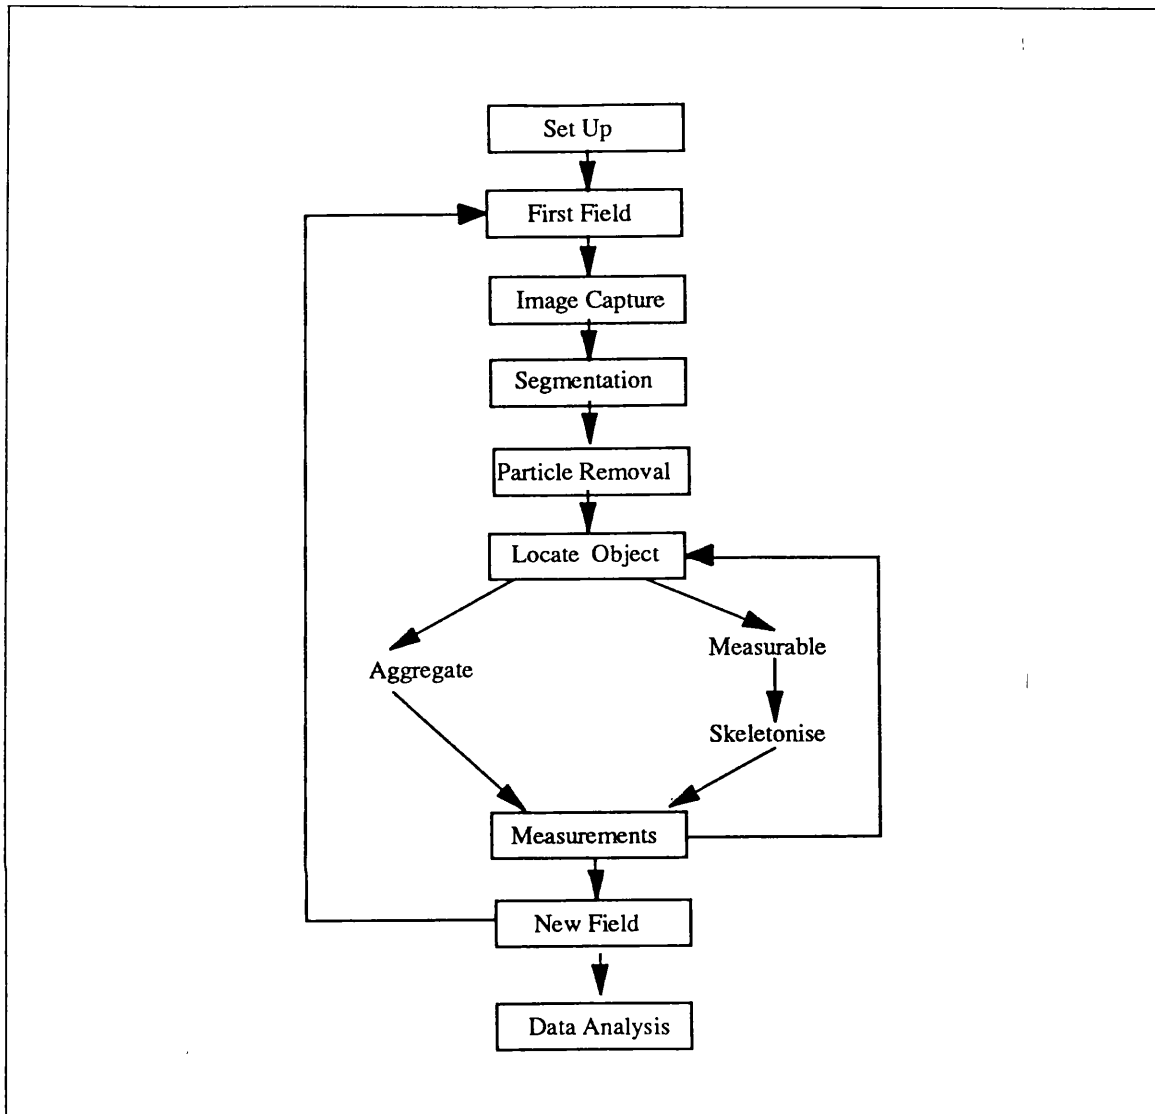 Set Up
First Field
Image Capture
Segmentation
Particle Removal
Locate Object
Aggregate
Measurable
Skeletonise
Measurements
New Field
Data Analysis